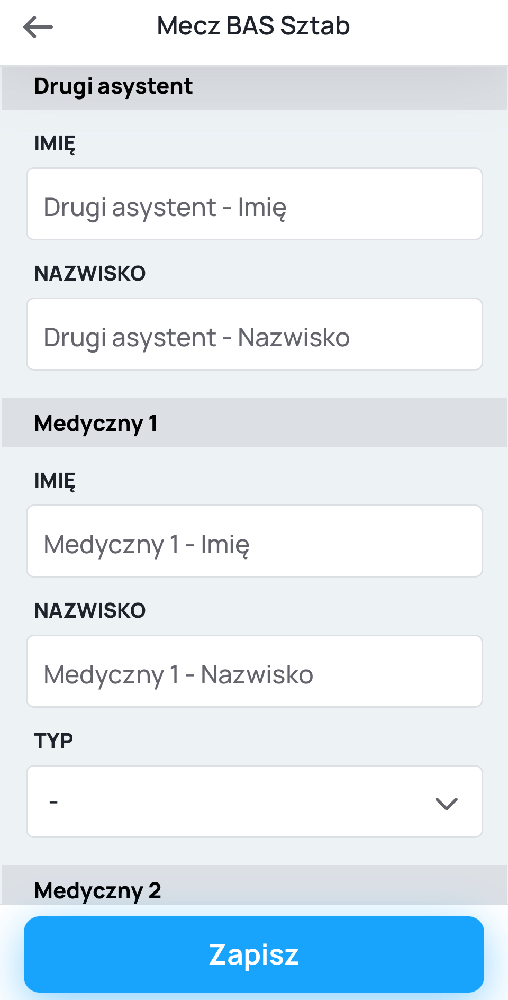 Mecz BAS Sztab
Drugi asystent
IMIĘ
Drugi asystent - Imię
NAZWISKO
Drugi asystent - Nazwisko
Medyczny 1
IMIĘ
Medyczny 1 - Imię
NAZWISKO
Medyczny 1 - Nazwisko
TYP
-
Medyczny 2
Zapisz